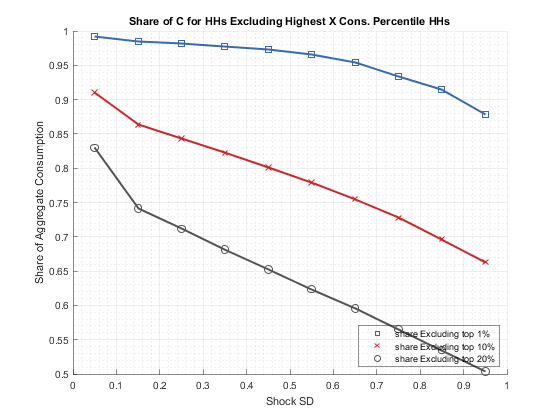 Share of C for HHs Excluding Highest X Cons. Percentile HHs
1
0.95
0.9
0.85
0.8
0.75
0.7
0.65
0.6
0.55
0.5
Share of Aggregate Consumption
share Excluding top 1%
share Excluding top 10%
share Excluding top 20%
0 0.1 0.2 0.3 0.4 0.5 0.6 0.7 0.8 0.9 1
Shock SD